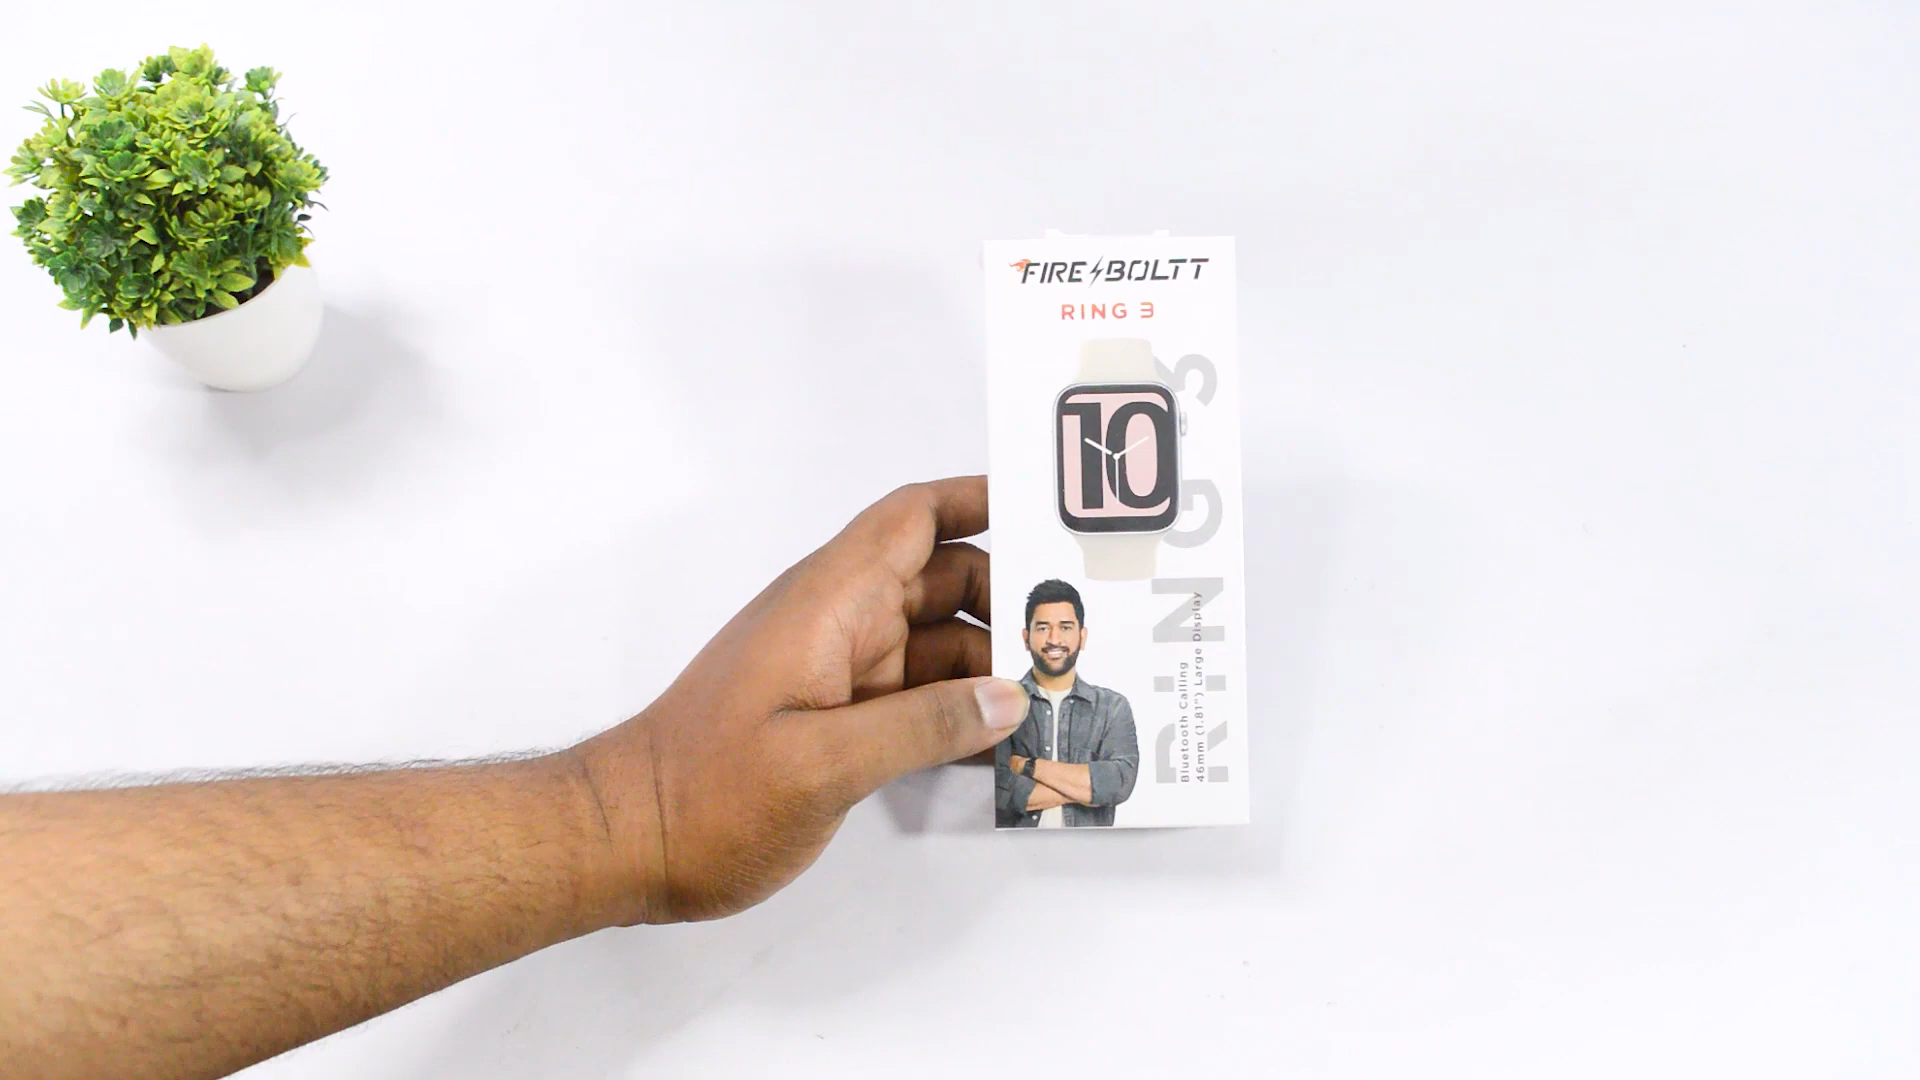 FIRE BOLTT
RING 3
10
RING 3
Bluetooth Calling
46mm (1.81") Large Display